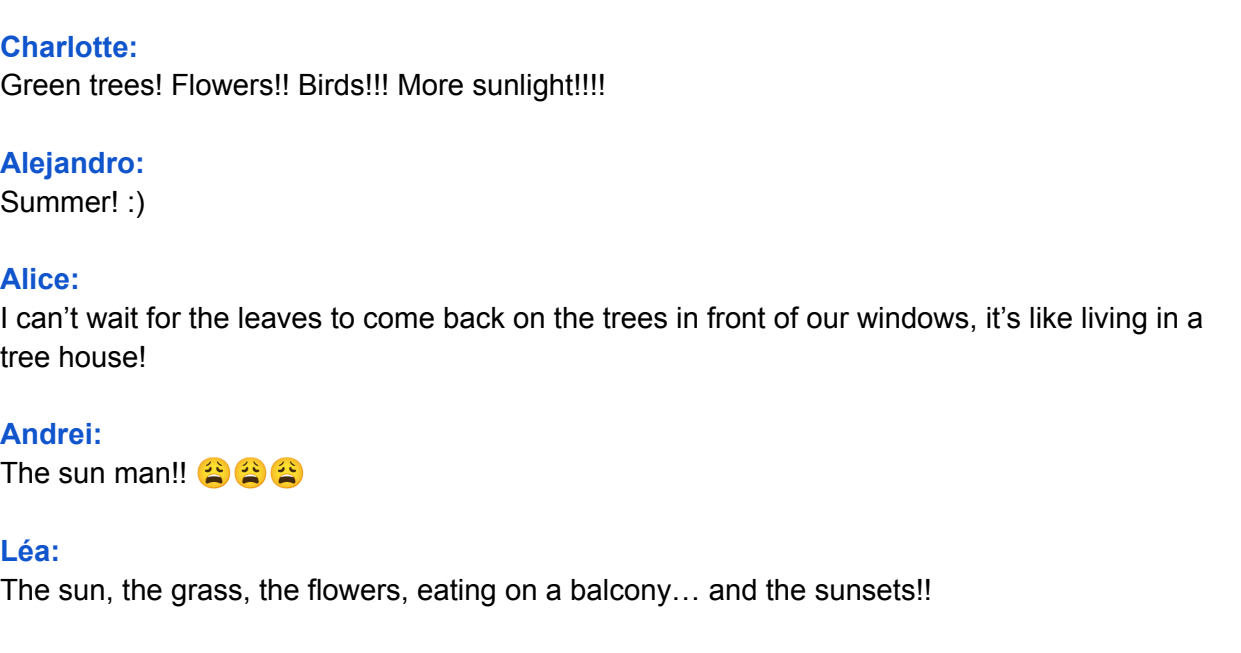 Charlotte:
Green trees! Flowers!! Birds!!! More sunlight!!!!
Alejandro:
Summer! :)
Alice:
I can’t wait for the leaves to come back on the trees in front of our windows, it’s like living in a
tree house!
Andrei:
The sun man!! 😩😩😩
Léa:
The sun, the grass, the flowers, eating on a balcony… and the sunsets!!